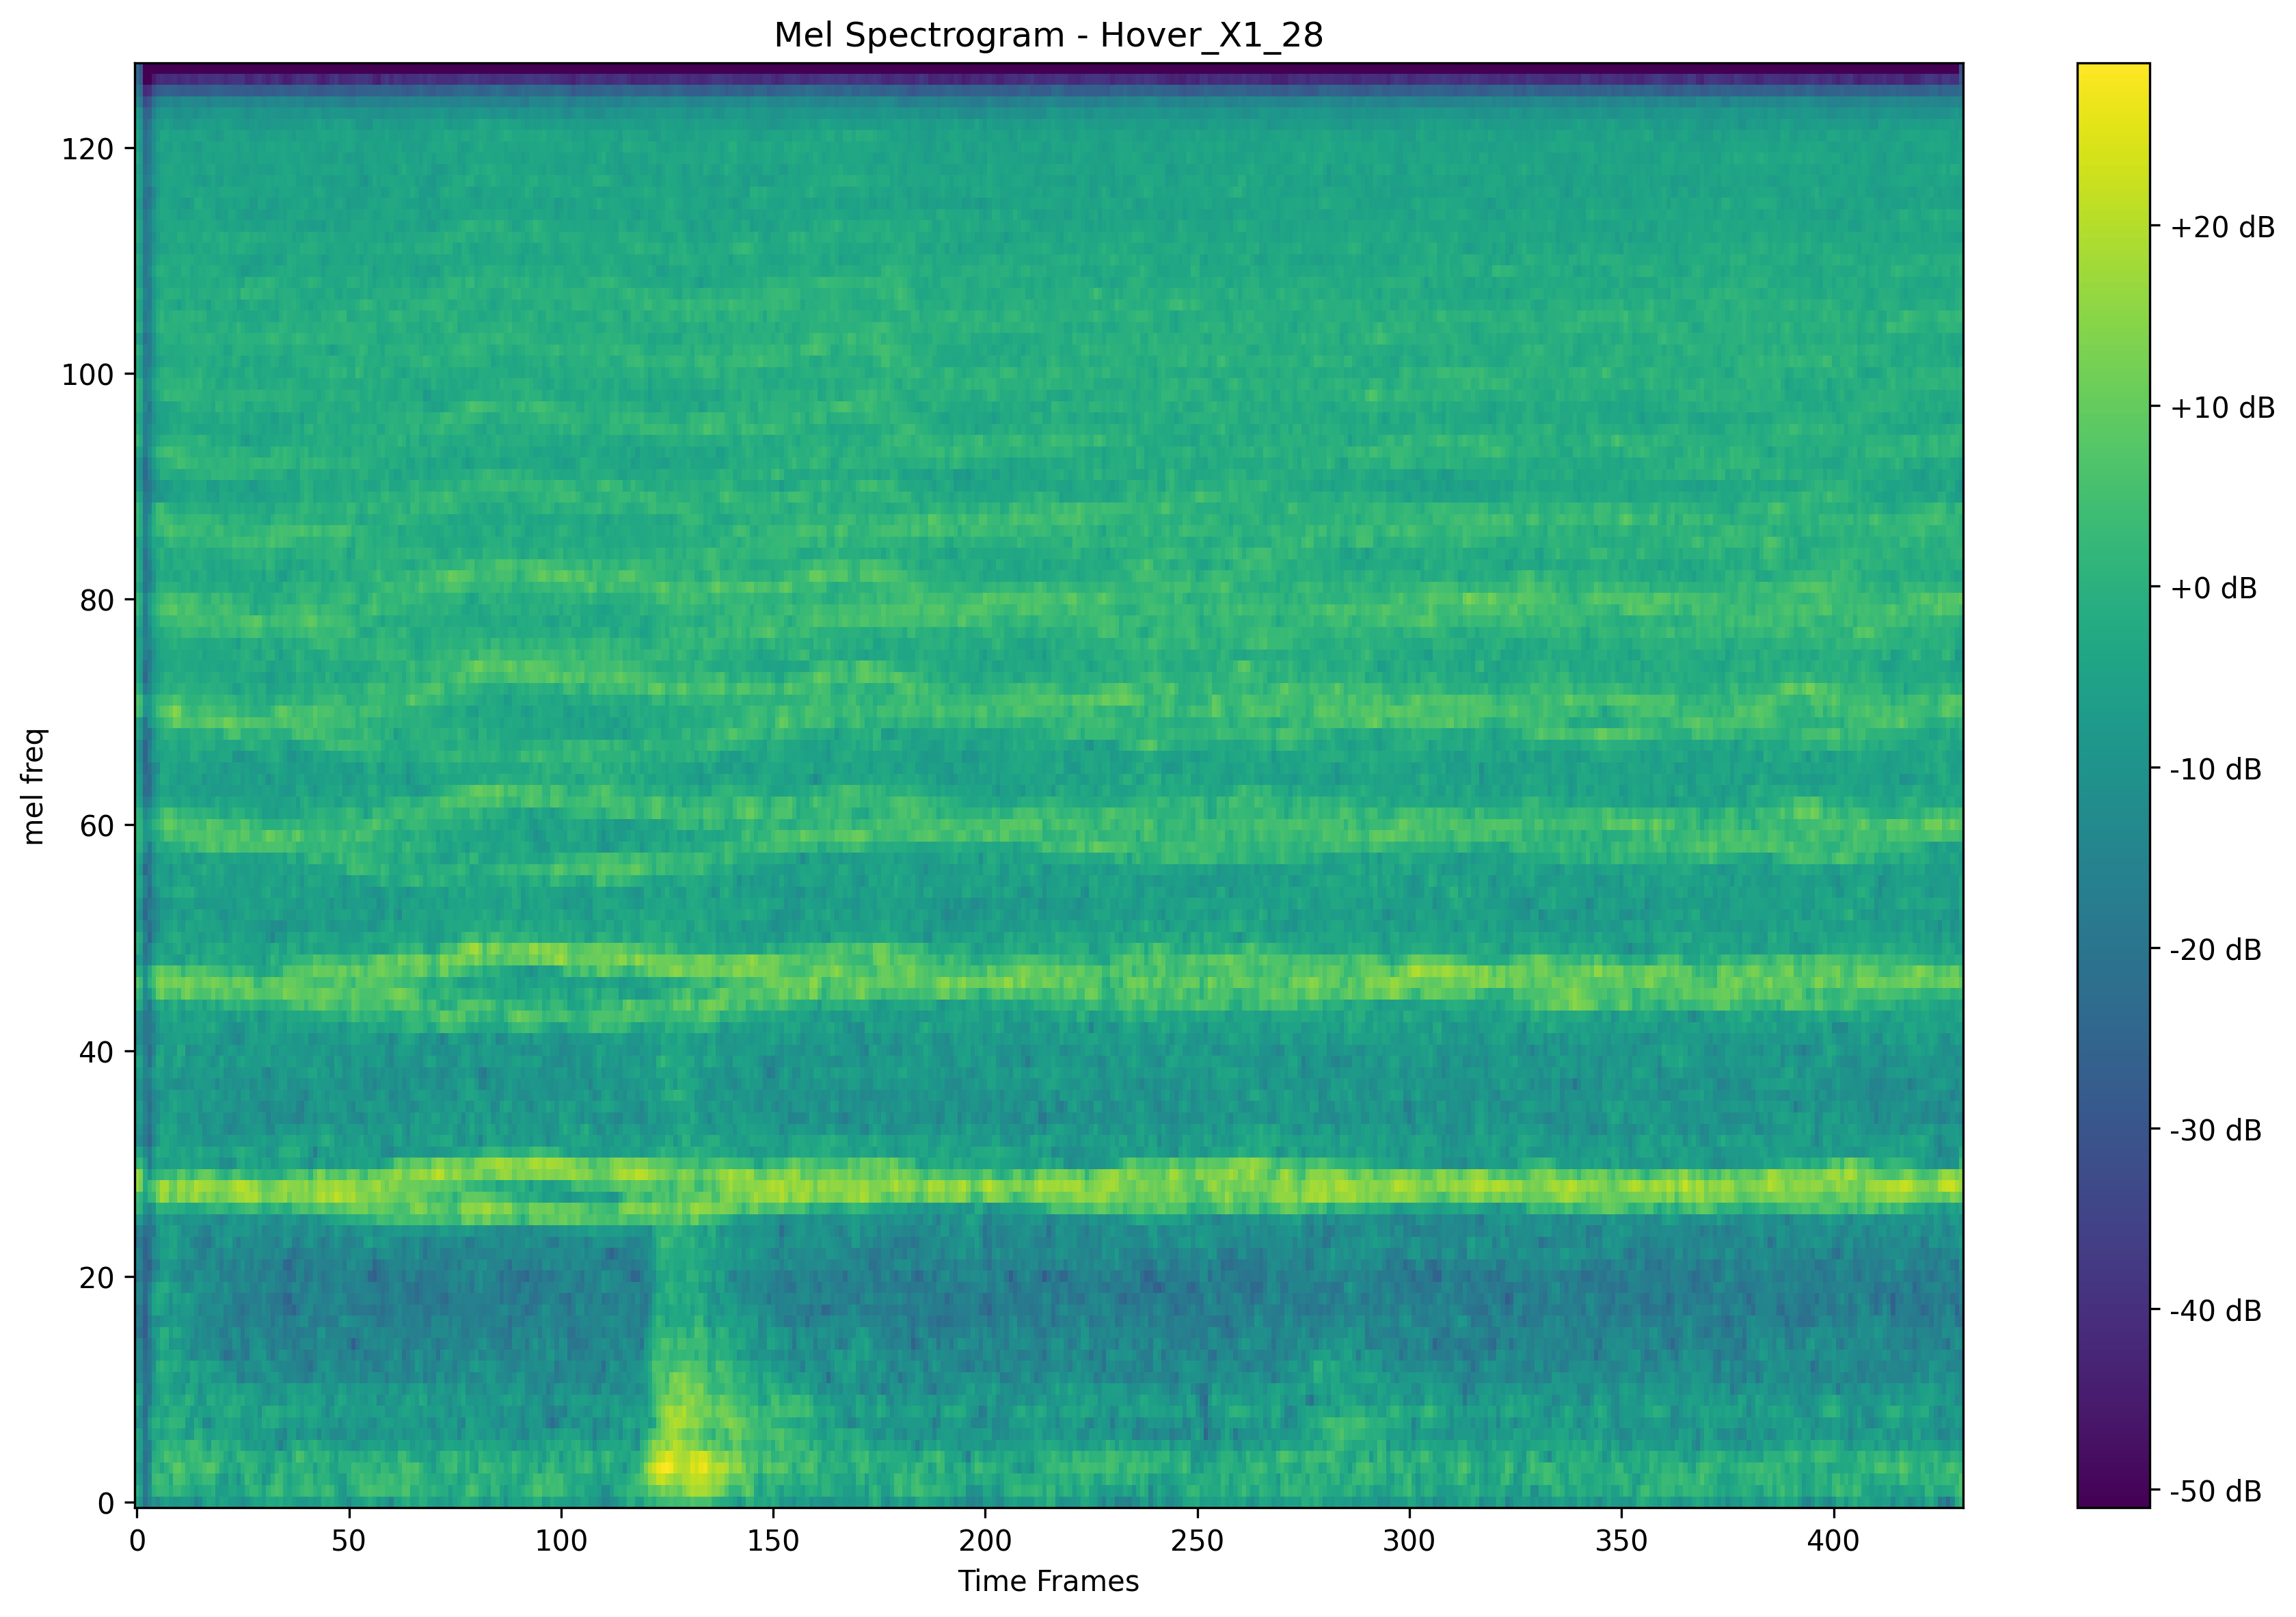 Mel Spectrogram - Hover_X1_28
mel freq
120
100
80
60
40
20
0
0 50 100 150 200 250 300 350 400
Time Frames
+20 dB
+10 dB
+0 dB
-10 dB
-20 dB
-30 dB
-40 dB
-50 dB